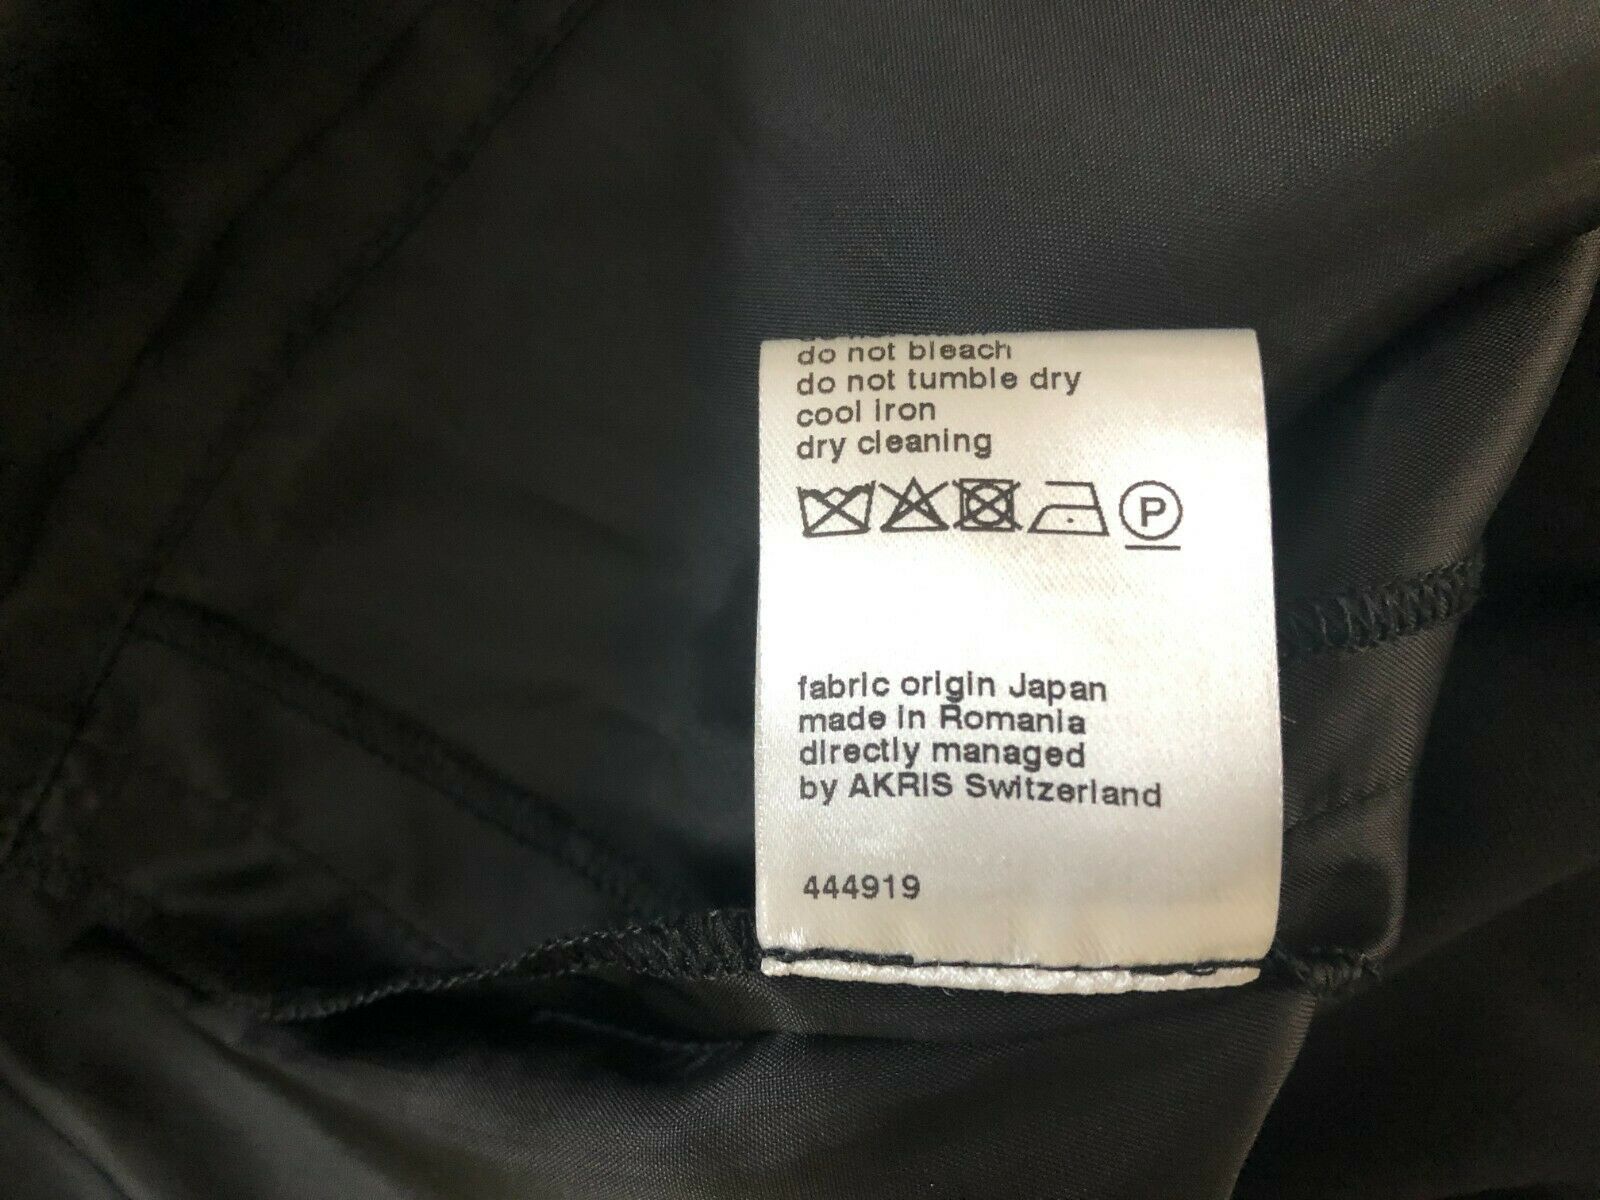 do not bleach
do not tumble dry
cool iron
dry cleaning
P
fabric origin Japan
made in Romania
directly managed
by AKRIS Switzerland
444919